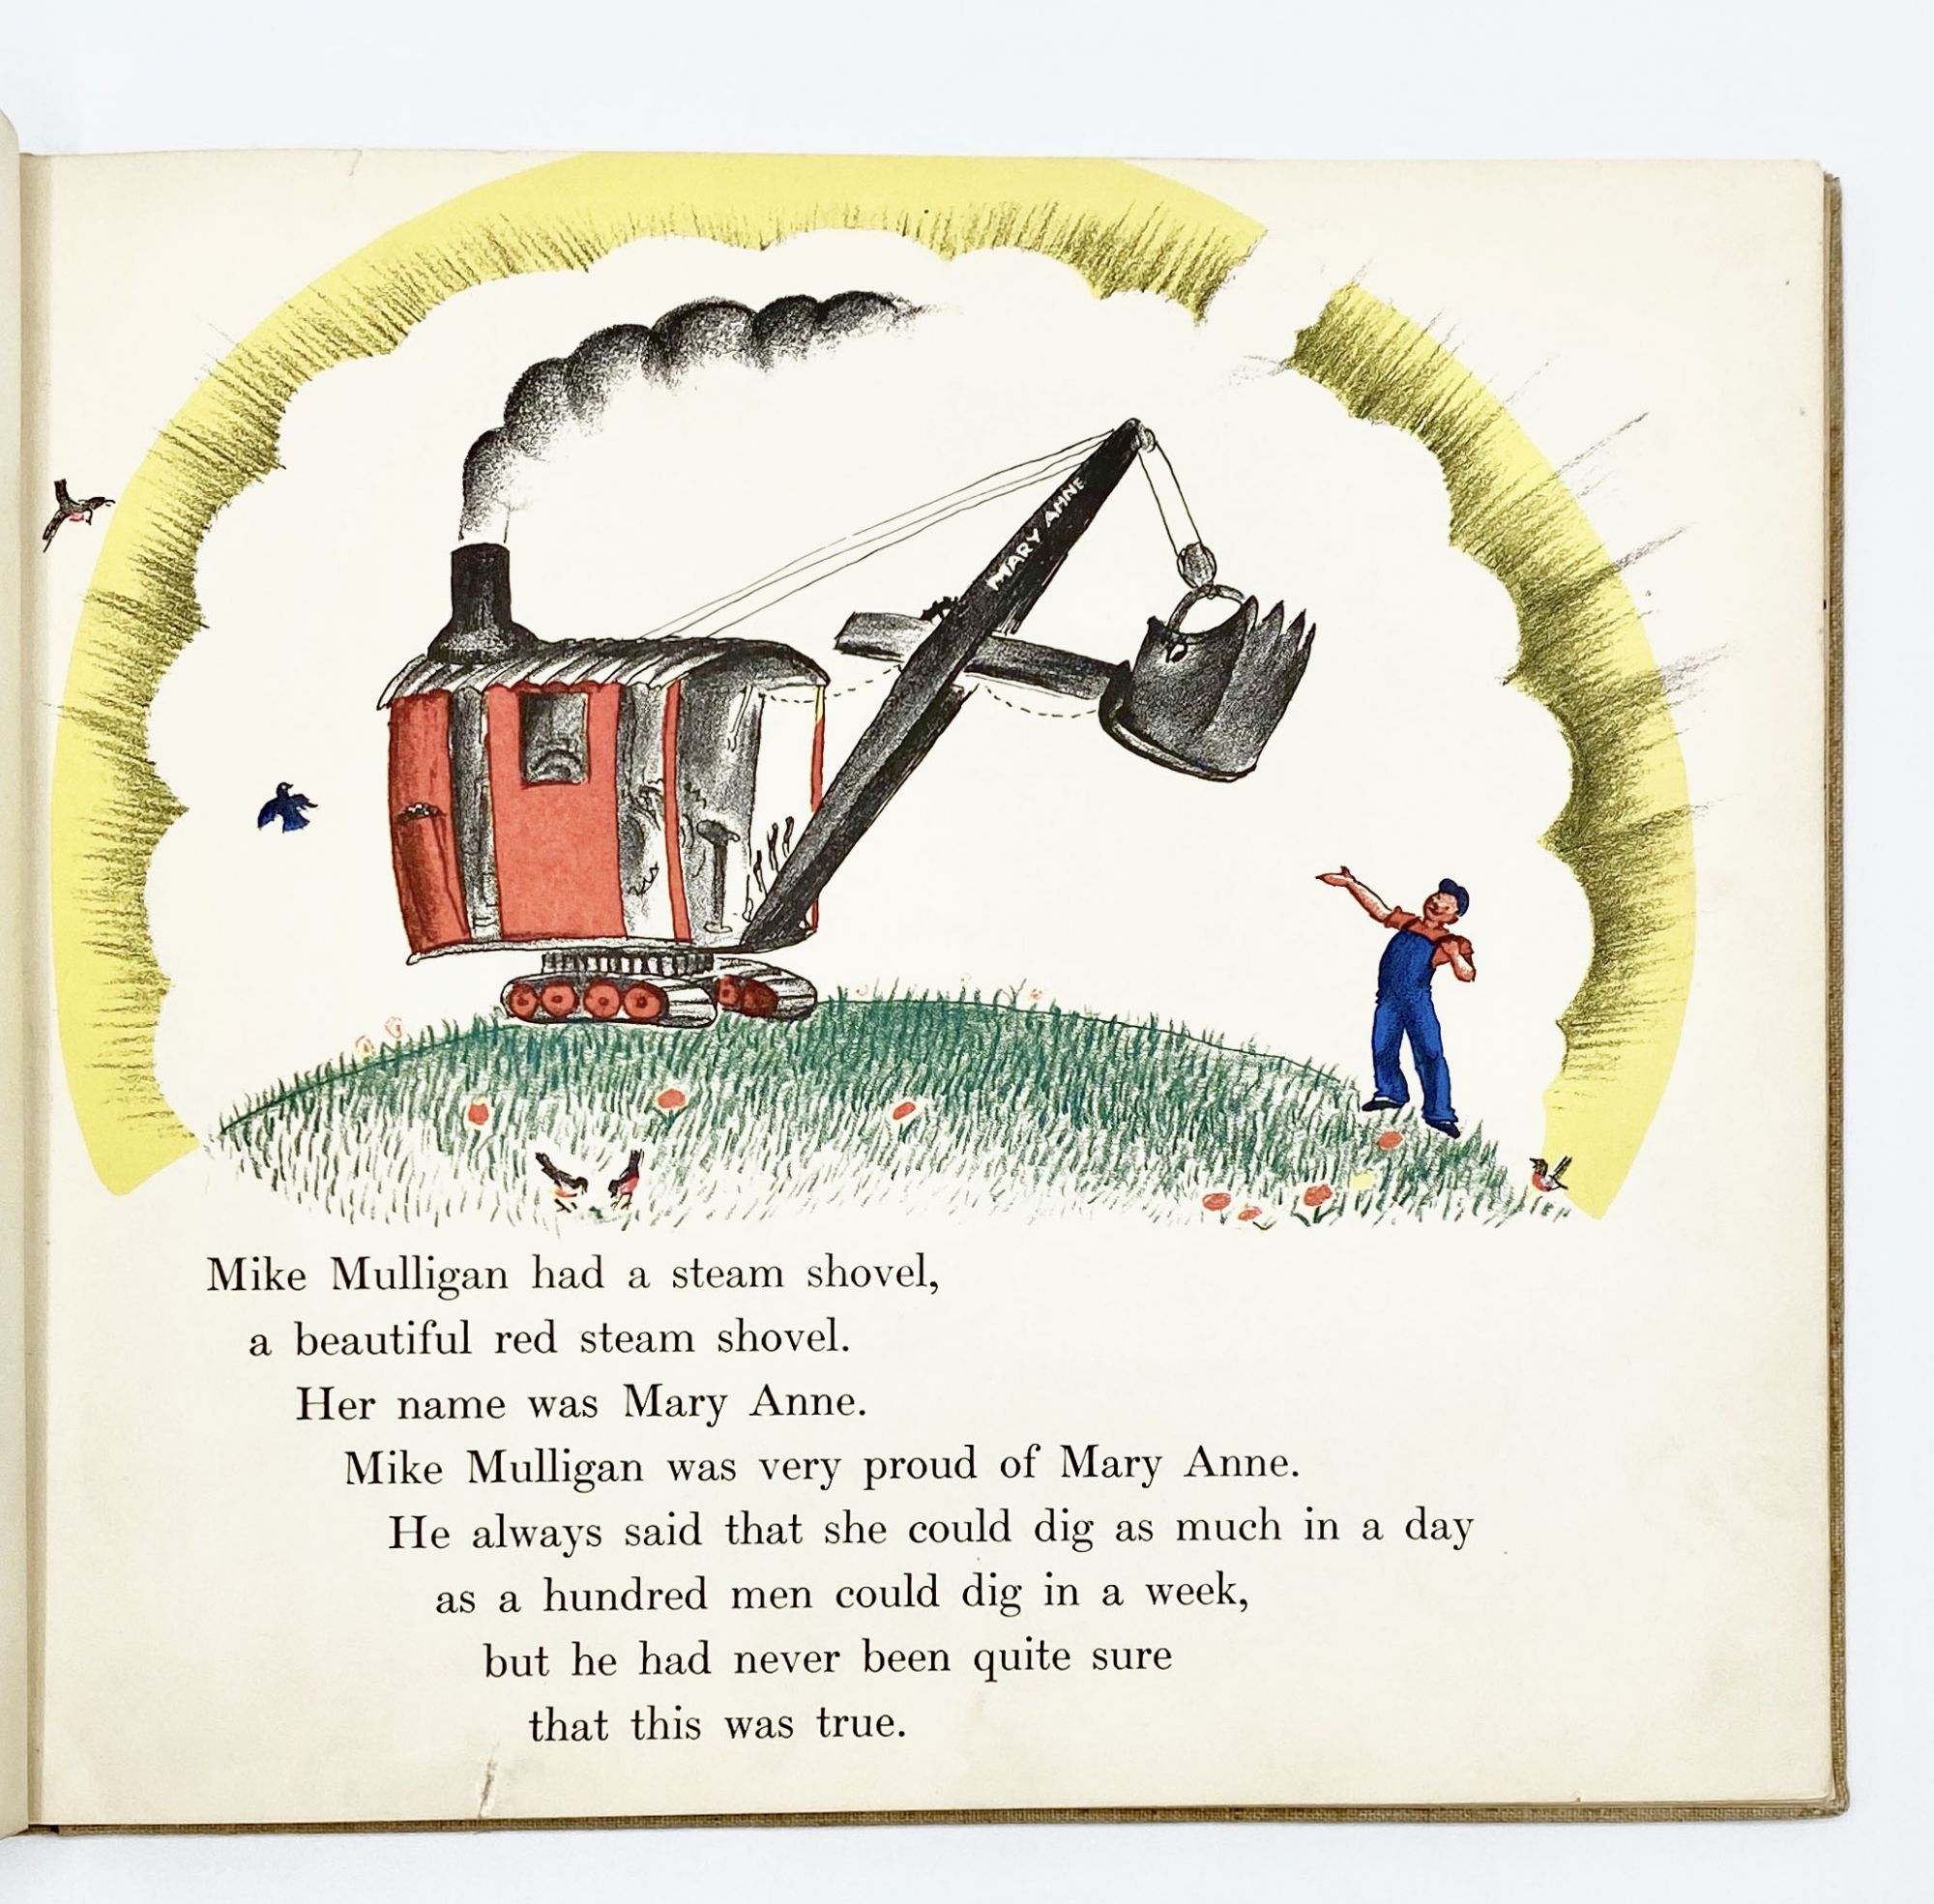 MARY ANNE
Mike Mulligan had a steam shovel,
a beautiful red steam shovel.
Her name was Mary Anne.
Mike Mulligan was very proud of Mary Anne.
He always said that she could dig as much in a day
as a hundred men could dig in a week,
but he had never been quite sure
that this was true.